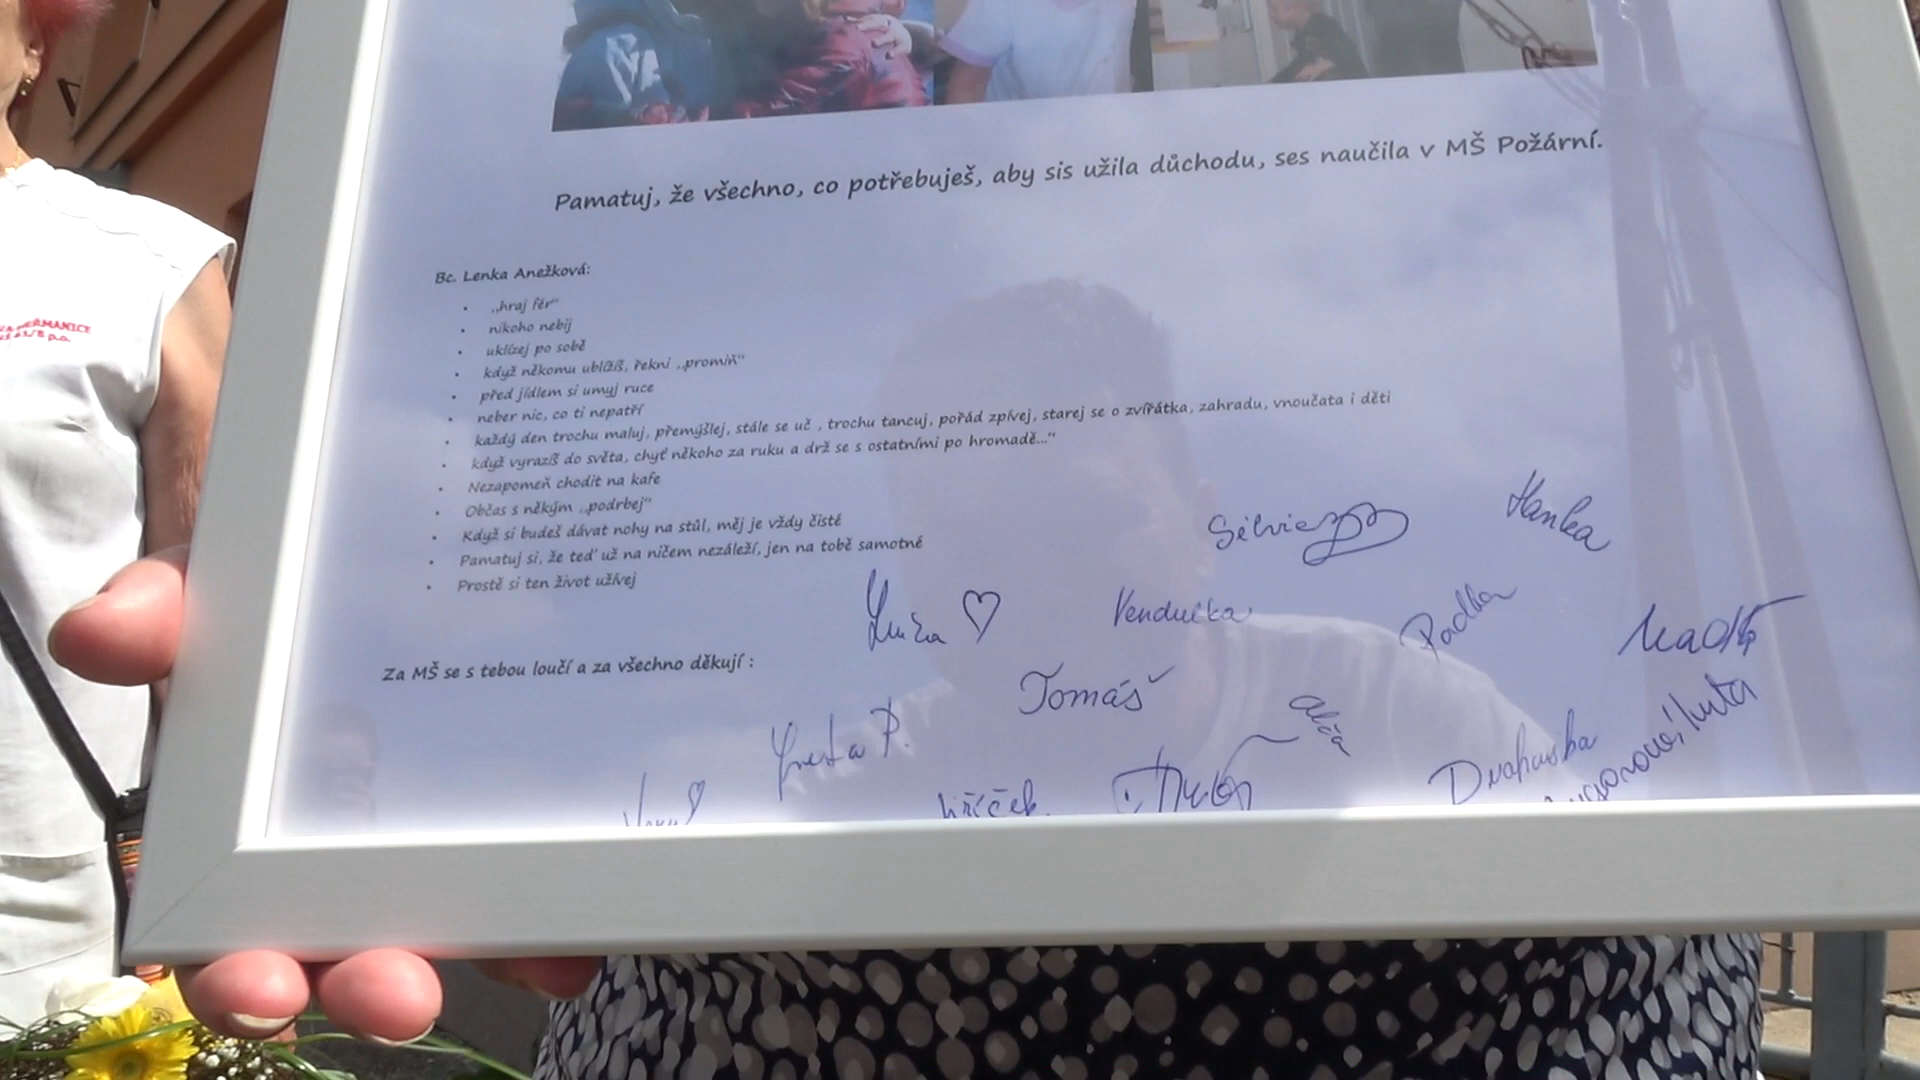 Pamatuj, že všechno, co potřebuješ, aby sis užila důchodu, ses naučila v MŠ Požární.
Bc. Lenka Anežková:
• „hraj fér“
• nikoho nebij
• uklízej po sobě
• když někomu ublížíš, řekni „promiň“
• před jídlem si umyj ruce
• neber nic, co ti nepatří
• každý den trochu maluj, přemýšlej, stále se uč , trochu tancuj, pořád zpívej, starej se o zvířátka, zahradu, vnoučata i děti
• když vyrazíš do světa, chyť někoho za ruku a drž se s ostatními po hromadě...“
• Nezapomeň chodit na kafe
• Občas s někým „podrbej“
• Když si budeš dávat nohy na stůl, měj je vždy čisté
• Pamatuj si, že teď už na ničem nezáleží, jen na tobě samotné
• Prostě si ten život užívej
Silvie
Hanka
Vendulka
Radka
Za MŠ se s tebou loučí a za všechno děkují :
Tomáš
P.
Jiříček
HEŘMANICE
p.o.